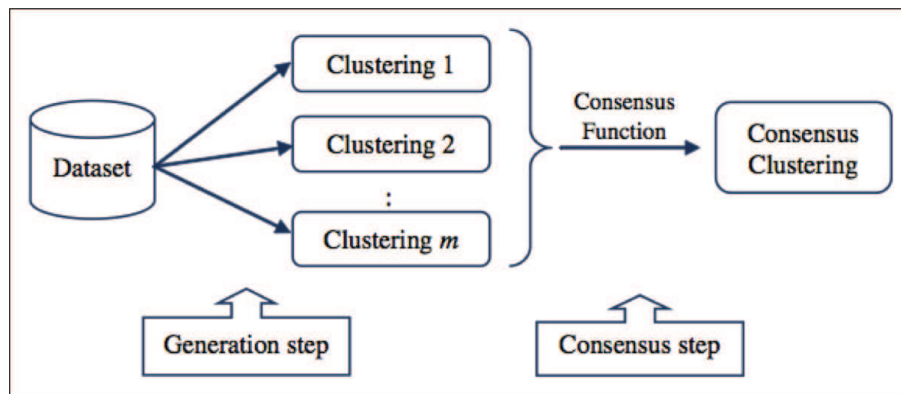 Dataset
Clustering 1
Clustering 2
:
Clustering m
Consensus
Function
Consensus
Clustering
Generation step
Consensus step